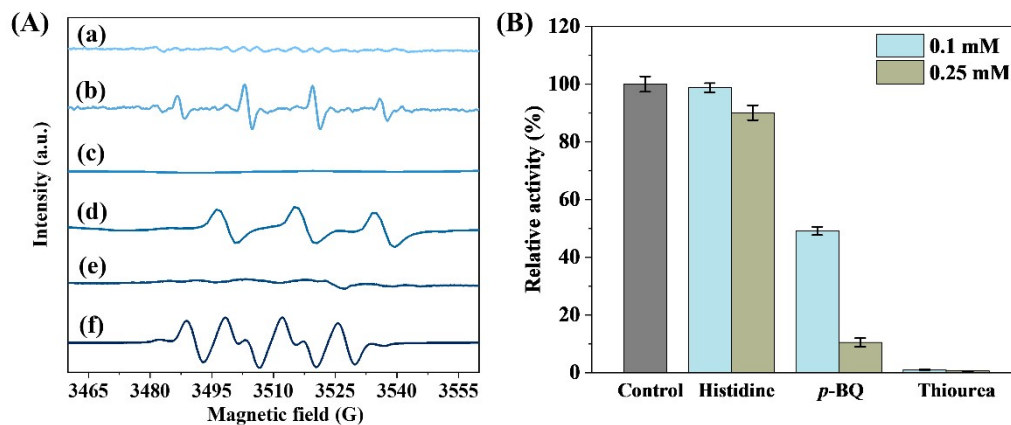 (A)
(a)
(b)
(c)
(d)
(e)
(f)
Intensity (a.u.)
3465 3480 3495 3510 3525 3540 3555
Magnetic field (G)
(B)
120
100
80
60
40
20
0
Relative activity (%)
0.1 mM
0.25 mM
Control Histidine p-BQ Thiourea